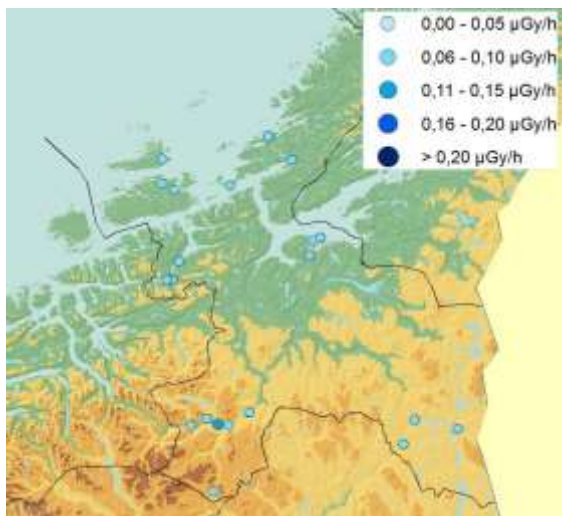 0,00 - 0,05 µGy/h
0,06 - 0,10 µGy/h
0,11 - 0,15 µGy/h
0,16 - 0,20 µGy/h
> 0,20 µGy/h